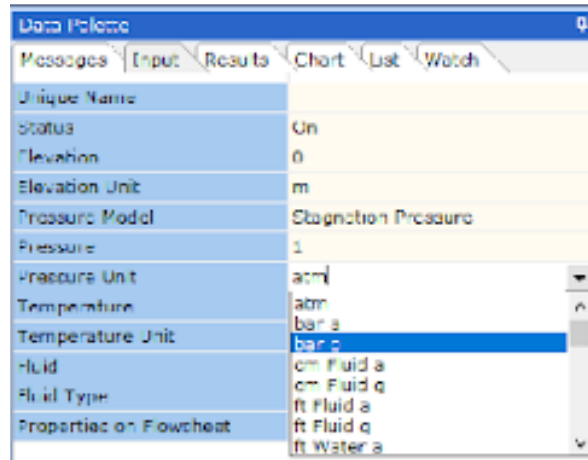 Data Palette
Messages Input Results Chart List Watch
Unique Name
Status On
Elevation 0
Elevation Unit m
Pressure Model Stagnation Pressure
Pressure 1
Pressure Unit atm
Temperature atm
bar a
Temperature Unit bar g
Fluid cm Fluid a
cm Fluid g
Fluid Type ft Fluid a
Properties on Flowsheet ft Fluid g
ft Water a